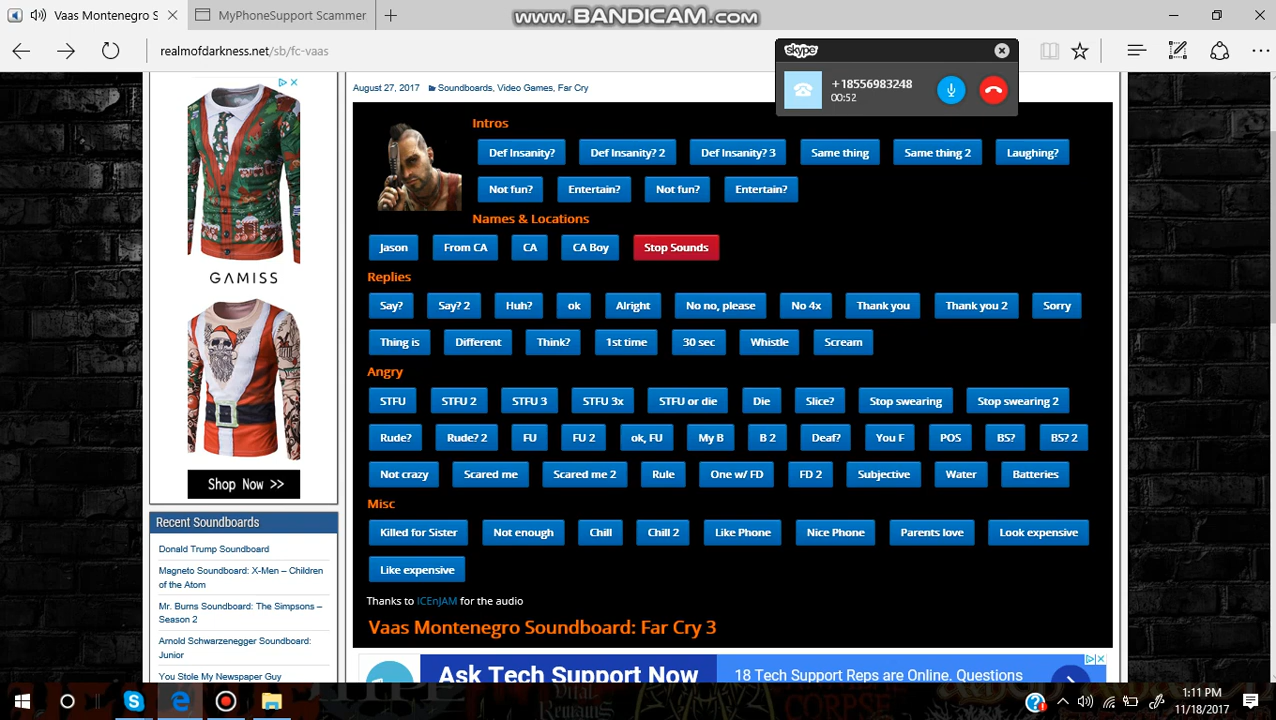 Vaas Montenegro S
MyPhoneSupport Scammer
www.BANDICAM.com
realmofdarkness.net/sb/fc-vaas
skype
+18556983248
00:52
August 27, 2017 Soundboards, Video Games, Far Cry
Intros
Def Insanity? Def Insanity? 2 Def Insanity? 3 Same thing Same thing 2 Laughing?
Not fun? Entertain? Not fun? Entertain?
Names & Locations
Jason From CA CA CA Boy Stop Sounds
Replies
Say? Say? 2 Huh? ok Alright No no, please No 4x Thank you Thank you 2 Sorry
Thing is Different Think? 1st time 30 sec Whistle Scream
Angry
STFU STFU 2 STFU 3 STFU 3x STFU or die Die Slice? Stop swearing Stop swearing 2
Rude? Rude? 2 FU FU 2 ok, FU My B B 2 Deaf? You F POS BS? BS? 2
Not crazy Scared me Scared me 2 Rule One w/ FD FD 2 Subjective Water Batteries
Misc
Killed for Sister Not enough Chill Chill 2 Like Phone Nice Phone Parents love Look expensive
Like expensive
Thanks to ICEnJAM for the audio
Vaas Montenegro Soundboard: Far Cry 3
GAMISS
Shop Now >>
Recent Soundboards
Donald Trump Soundboard
Magneto Soundboard: X-Men – Children
of the Atom
Mr. Burns Soundboard: The Simpsons –
Season 2
Arnold Schwarzenegger Soundboard:
Junior
You Stole My Newspaper Guy
Ask Tech Support Now
18 Tech Support Reps are Online. Questions
1:11 PM
11/18/2017